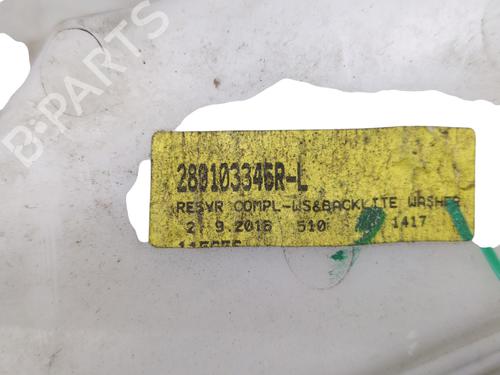 B-PARTS
289103346R-L
RESVR COMPL-WS&BACKLITE WASHER
2 9.2016 510 1417